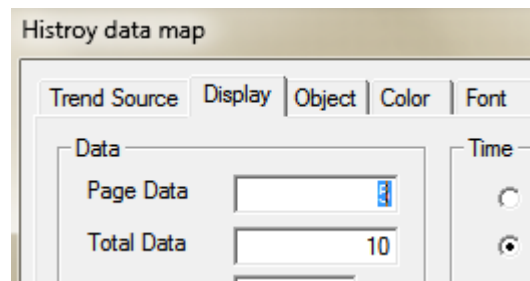 Histroy data map
Trend Source Display Object Color Font
Data Time
Page Data
Total Data 10